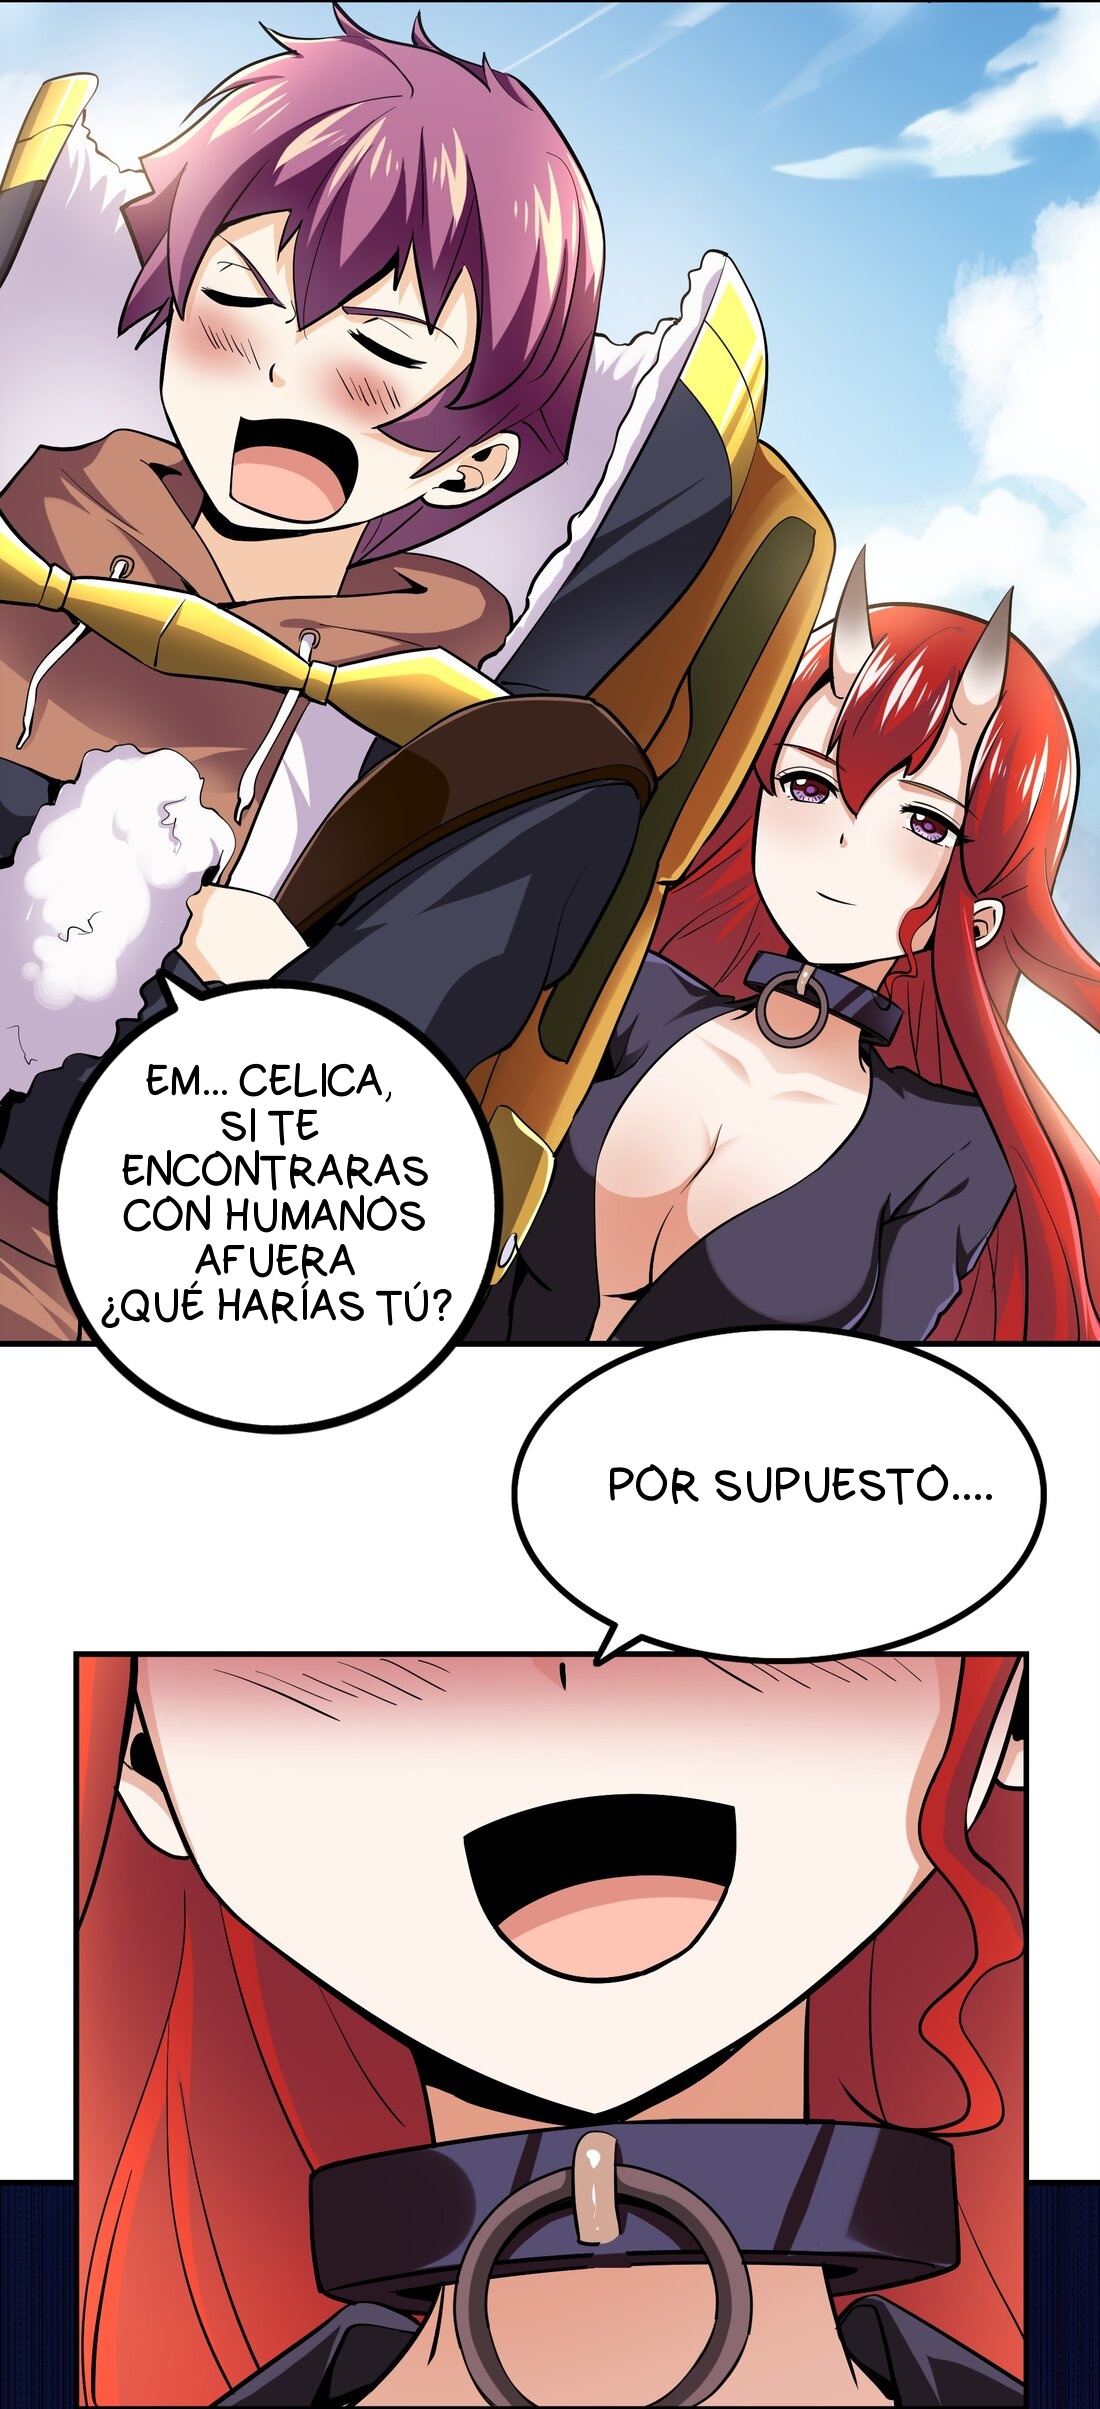 EM... CELICA,
SI TE
ENCONTRARAS
CON HUMANOS
AFUERA
¿QUÉ HARÍAS TÚ?
POR SUPUESTO....